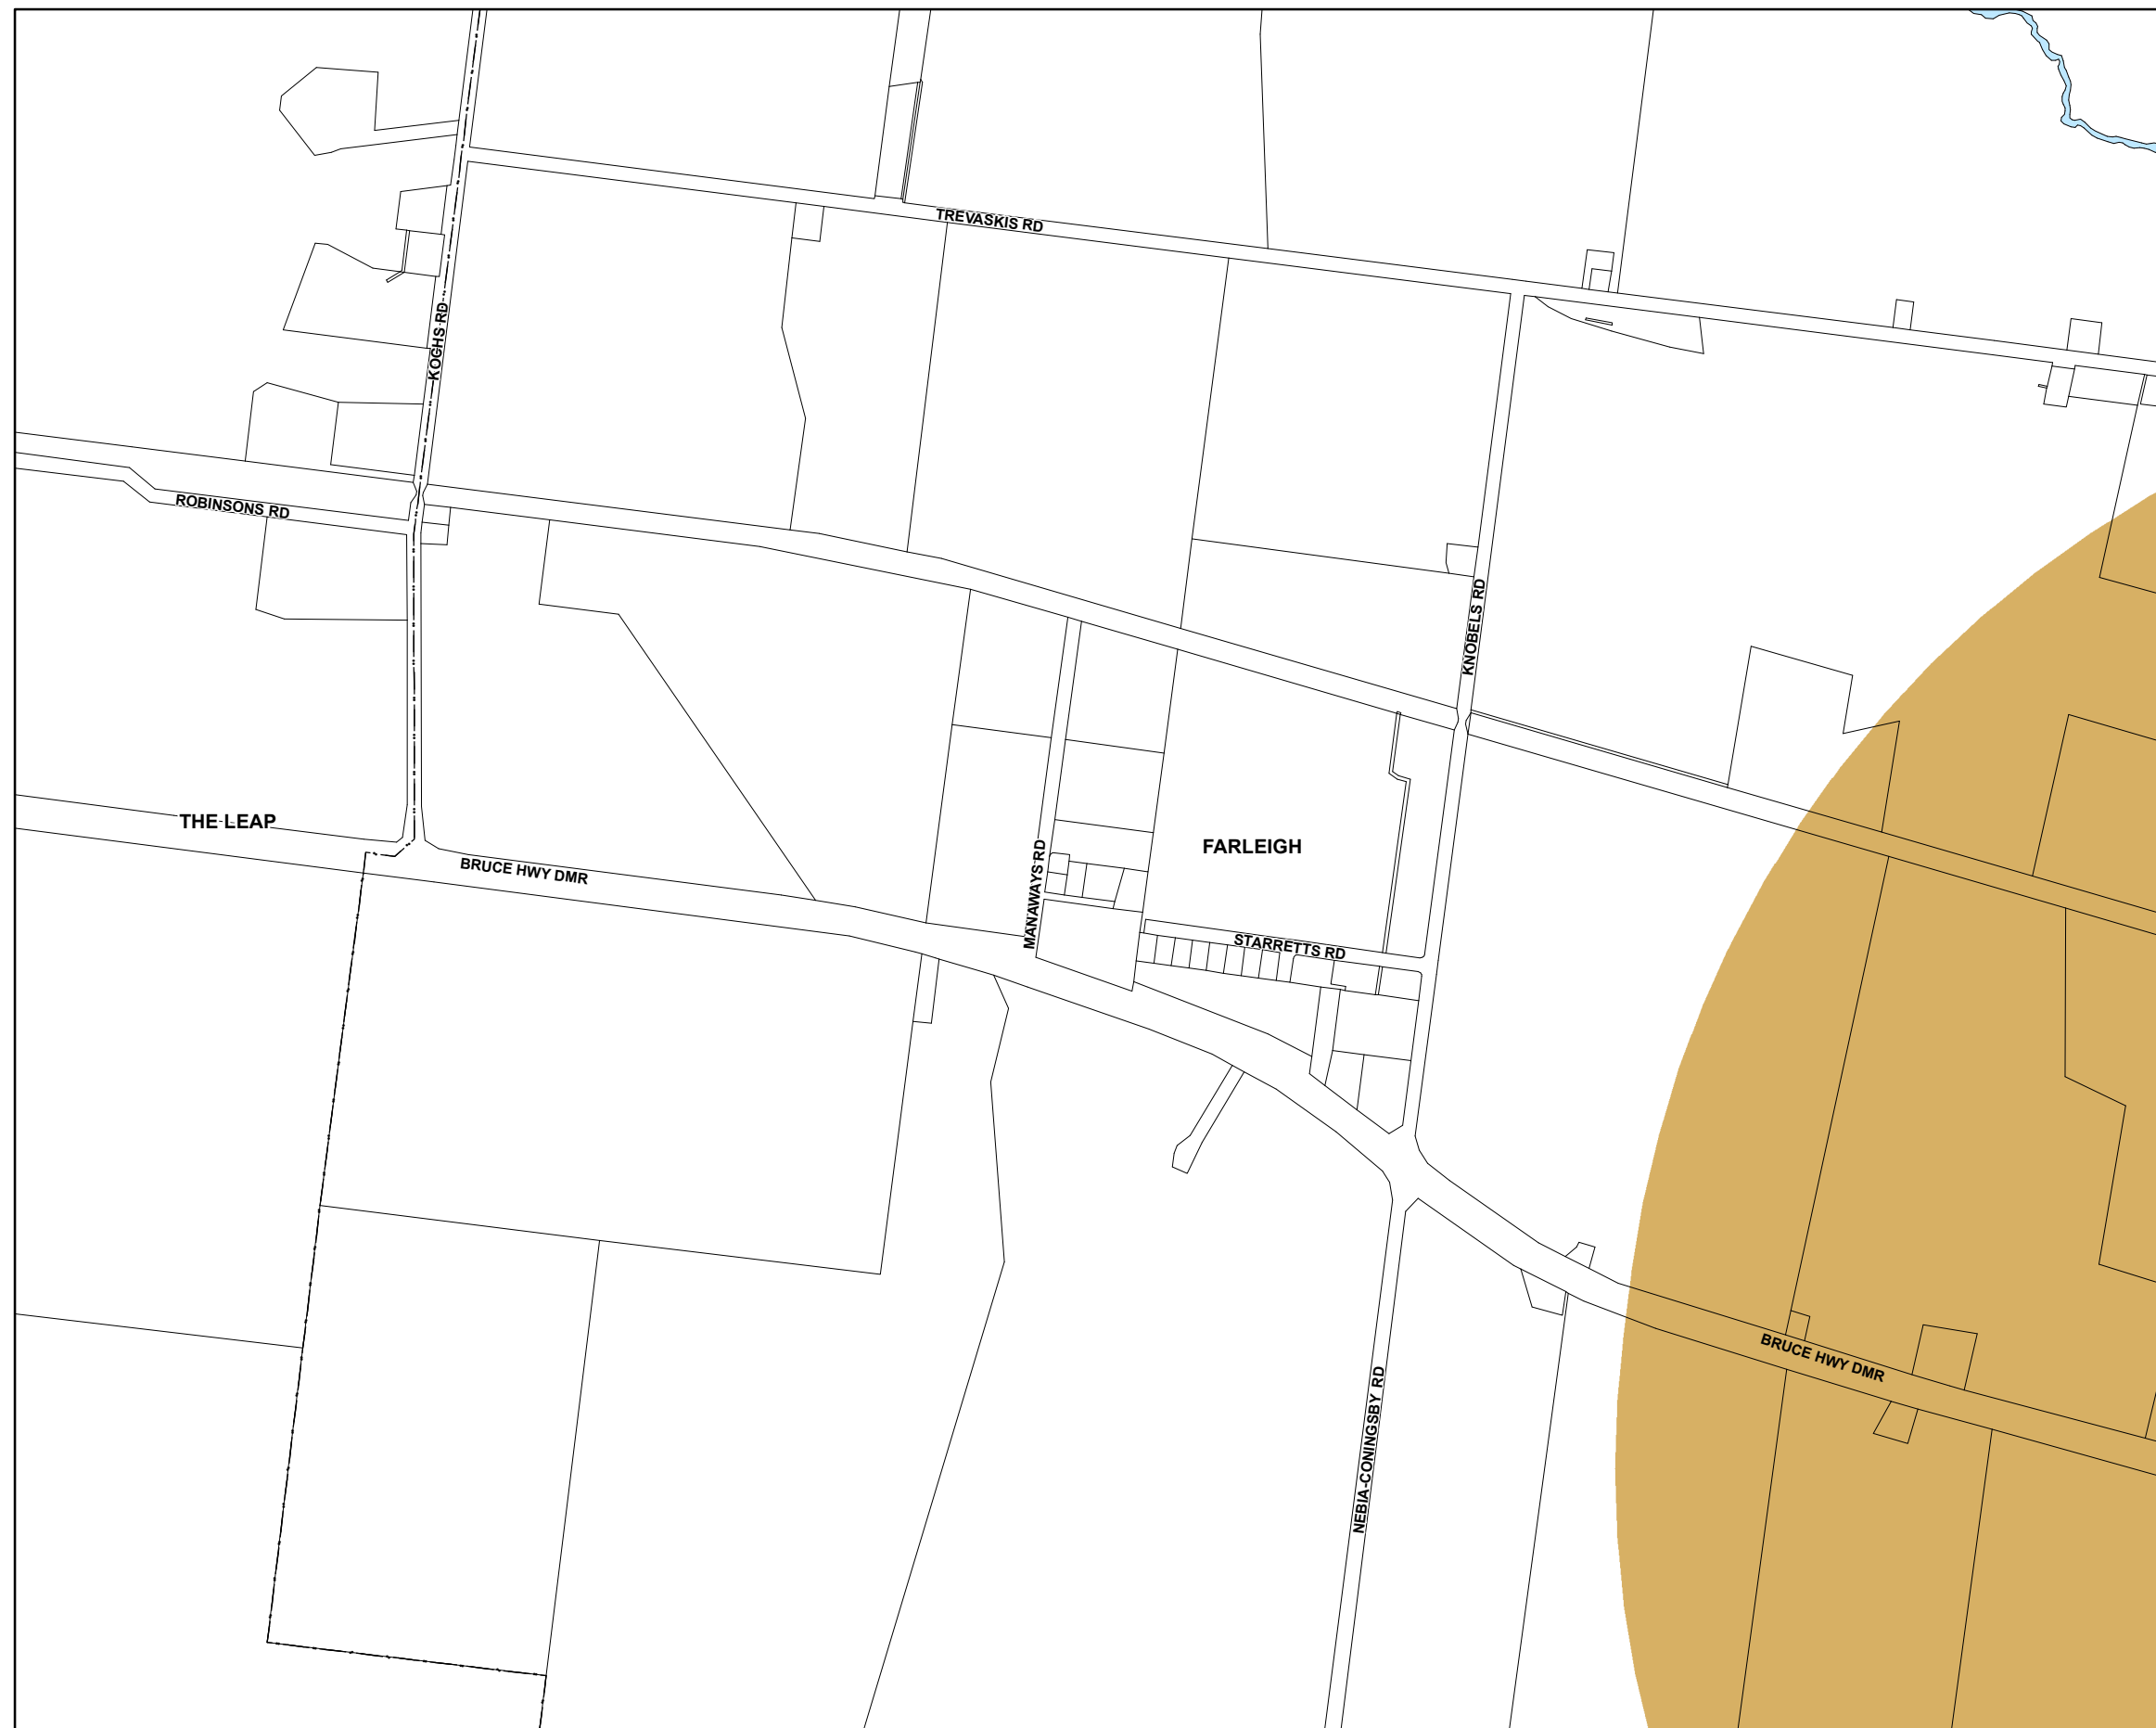 TREVASKIS RD
KOGHS RD
ROBINSONS RD
KNOBELS RD
THE LEAP
BRUCE HWY DMR
MANAWAYS RD
FARLEIGH
STARRETTS RD
BRUCE HWY DMR
NEBIA-CONINGSBY RD